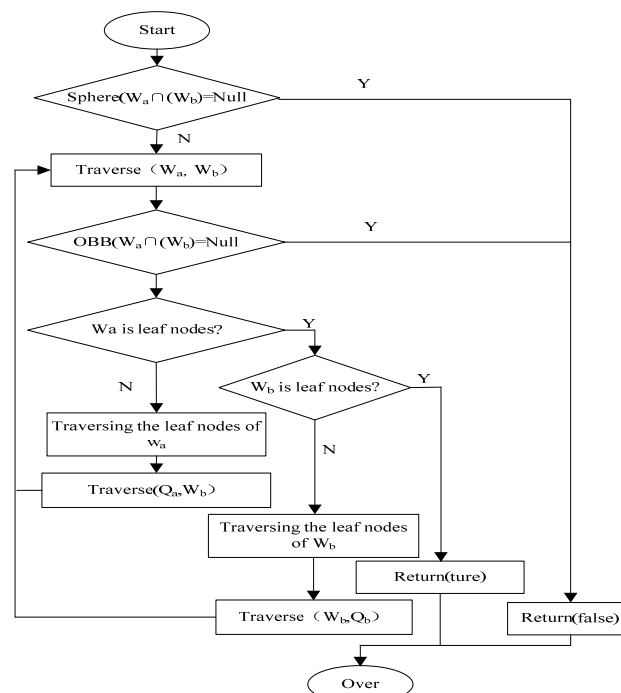 Start
Sphere(Wa∩(Wb)=Null
Y
N
Traverse (Wa, Wb)
OBB(Wa∩(Wb)=Null
Y
Wa is leaf nodes?
Y
N
Wb is leaf nodes?
Y
N
Traversing the leaf nodes of
wa
Traverse(Qa,Wb)
Traversing the leaf nodes
of Wb
Return(ture)
Traverse (Wb,Qb)
Return(false)
Over